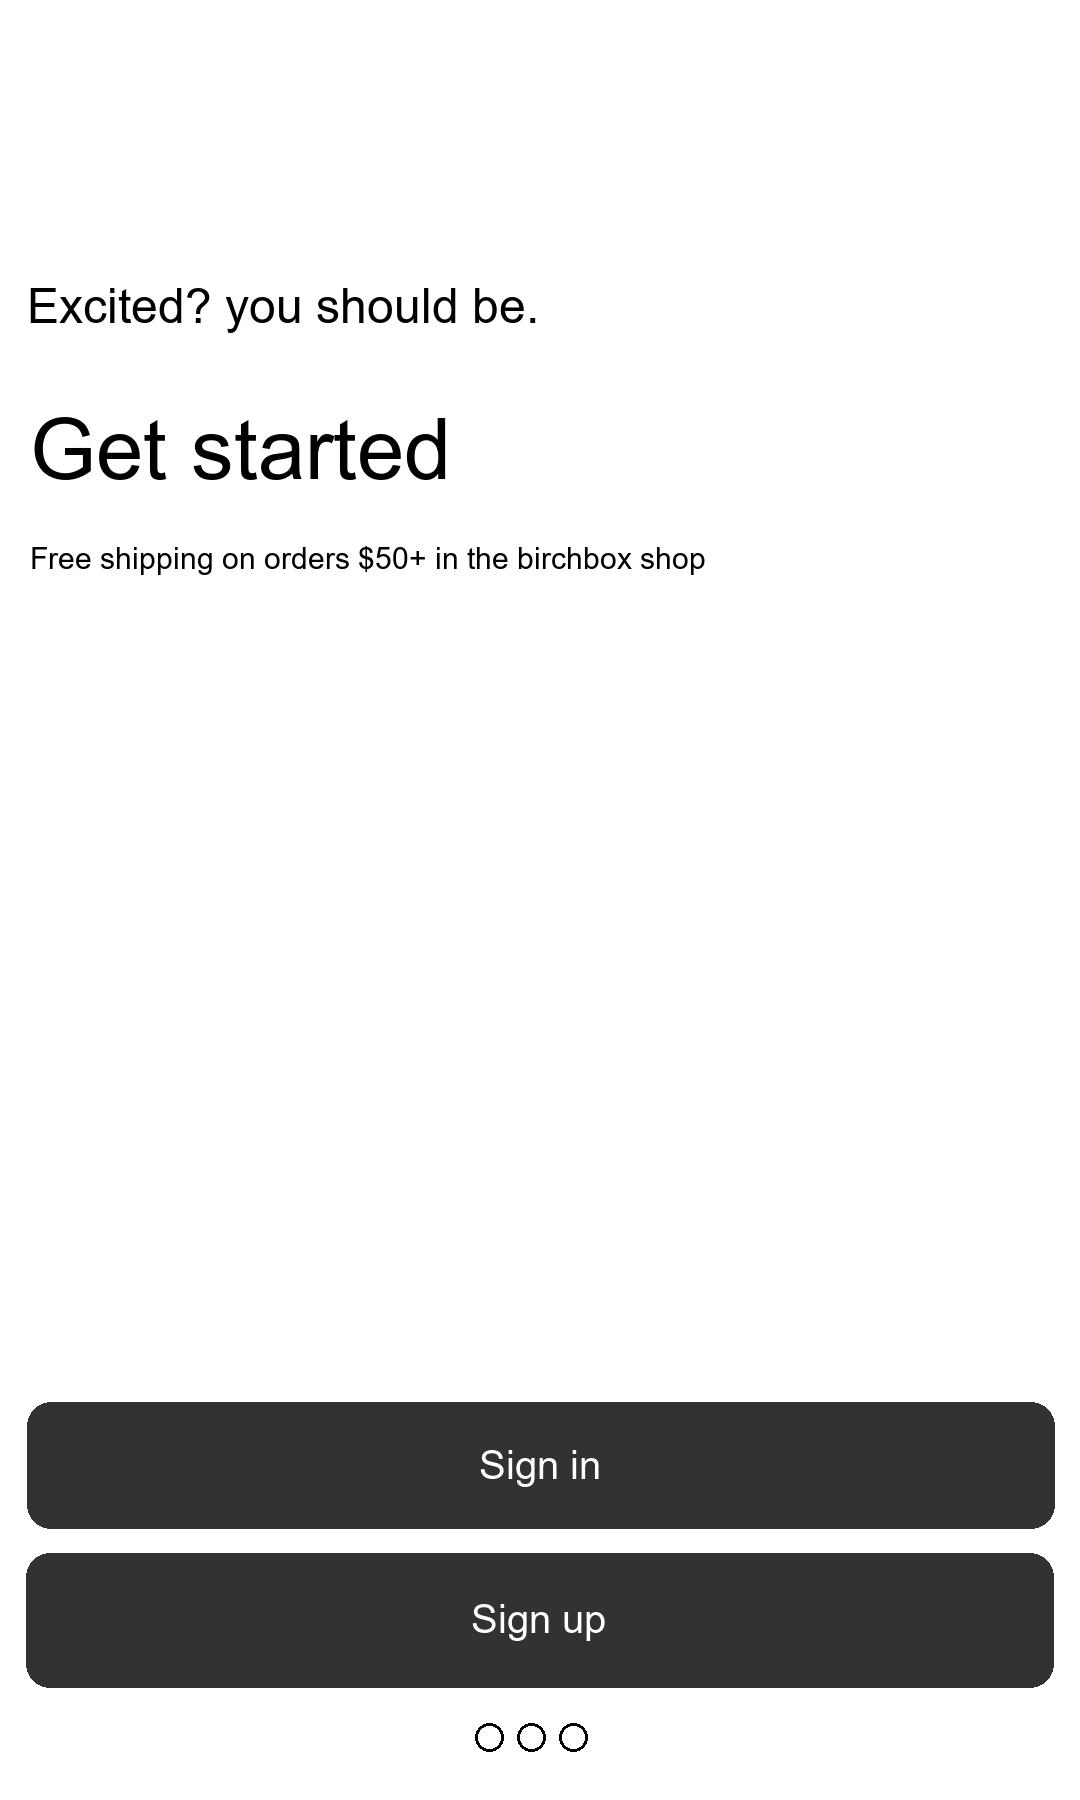 Excited? you should be.
Get started
Free shipping on orders $50+ in the birchbox shop
Sign in
Sign up